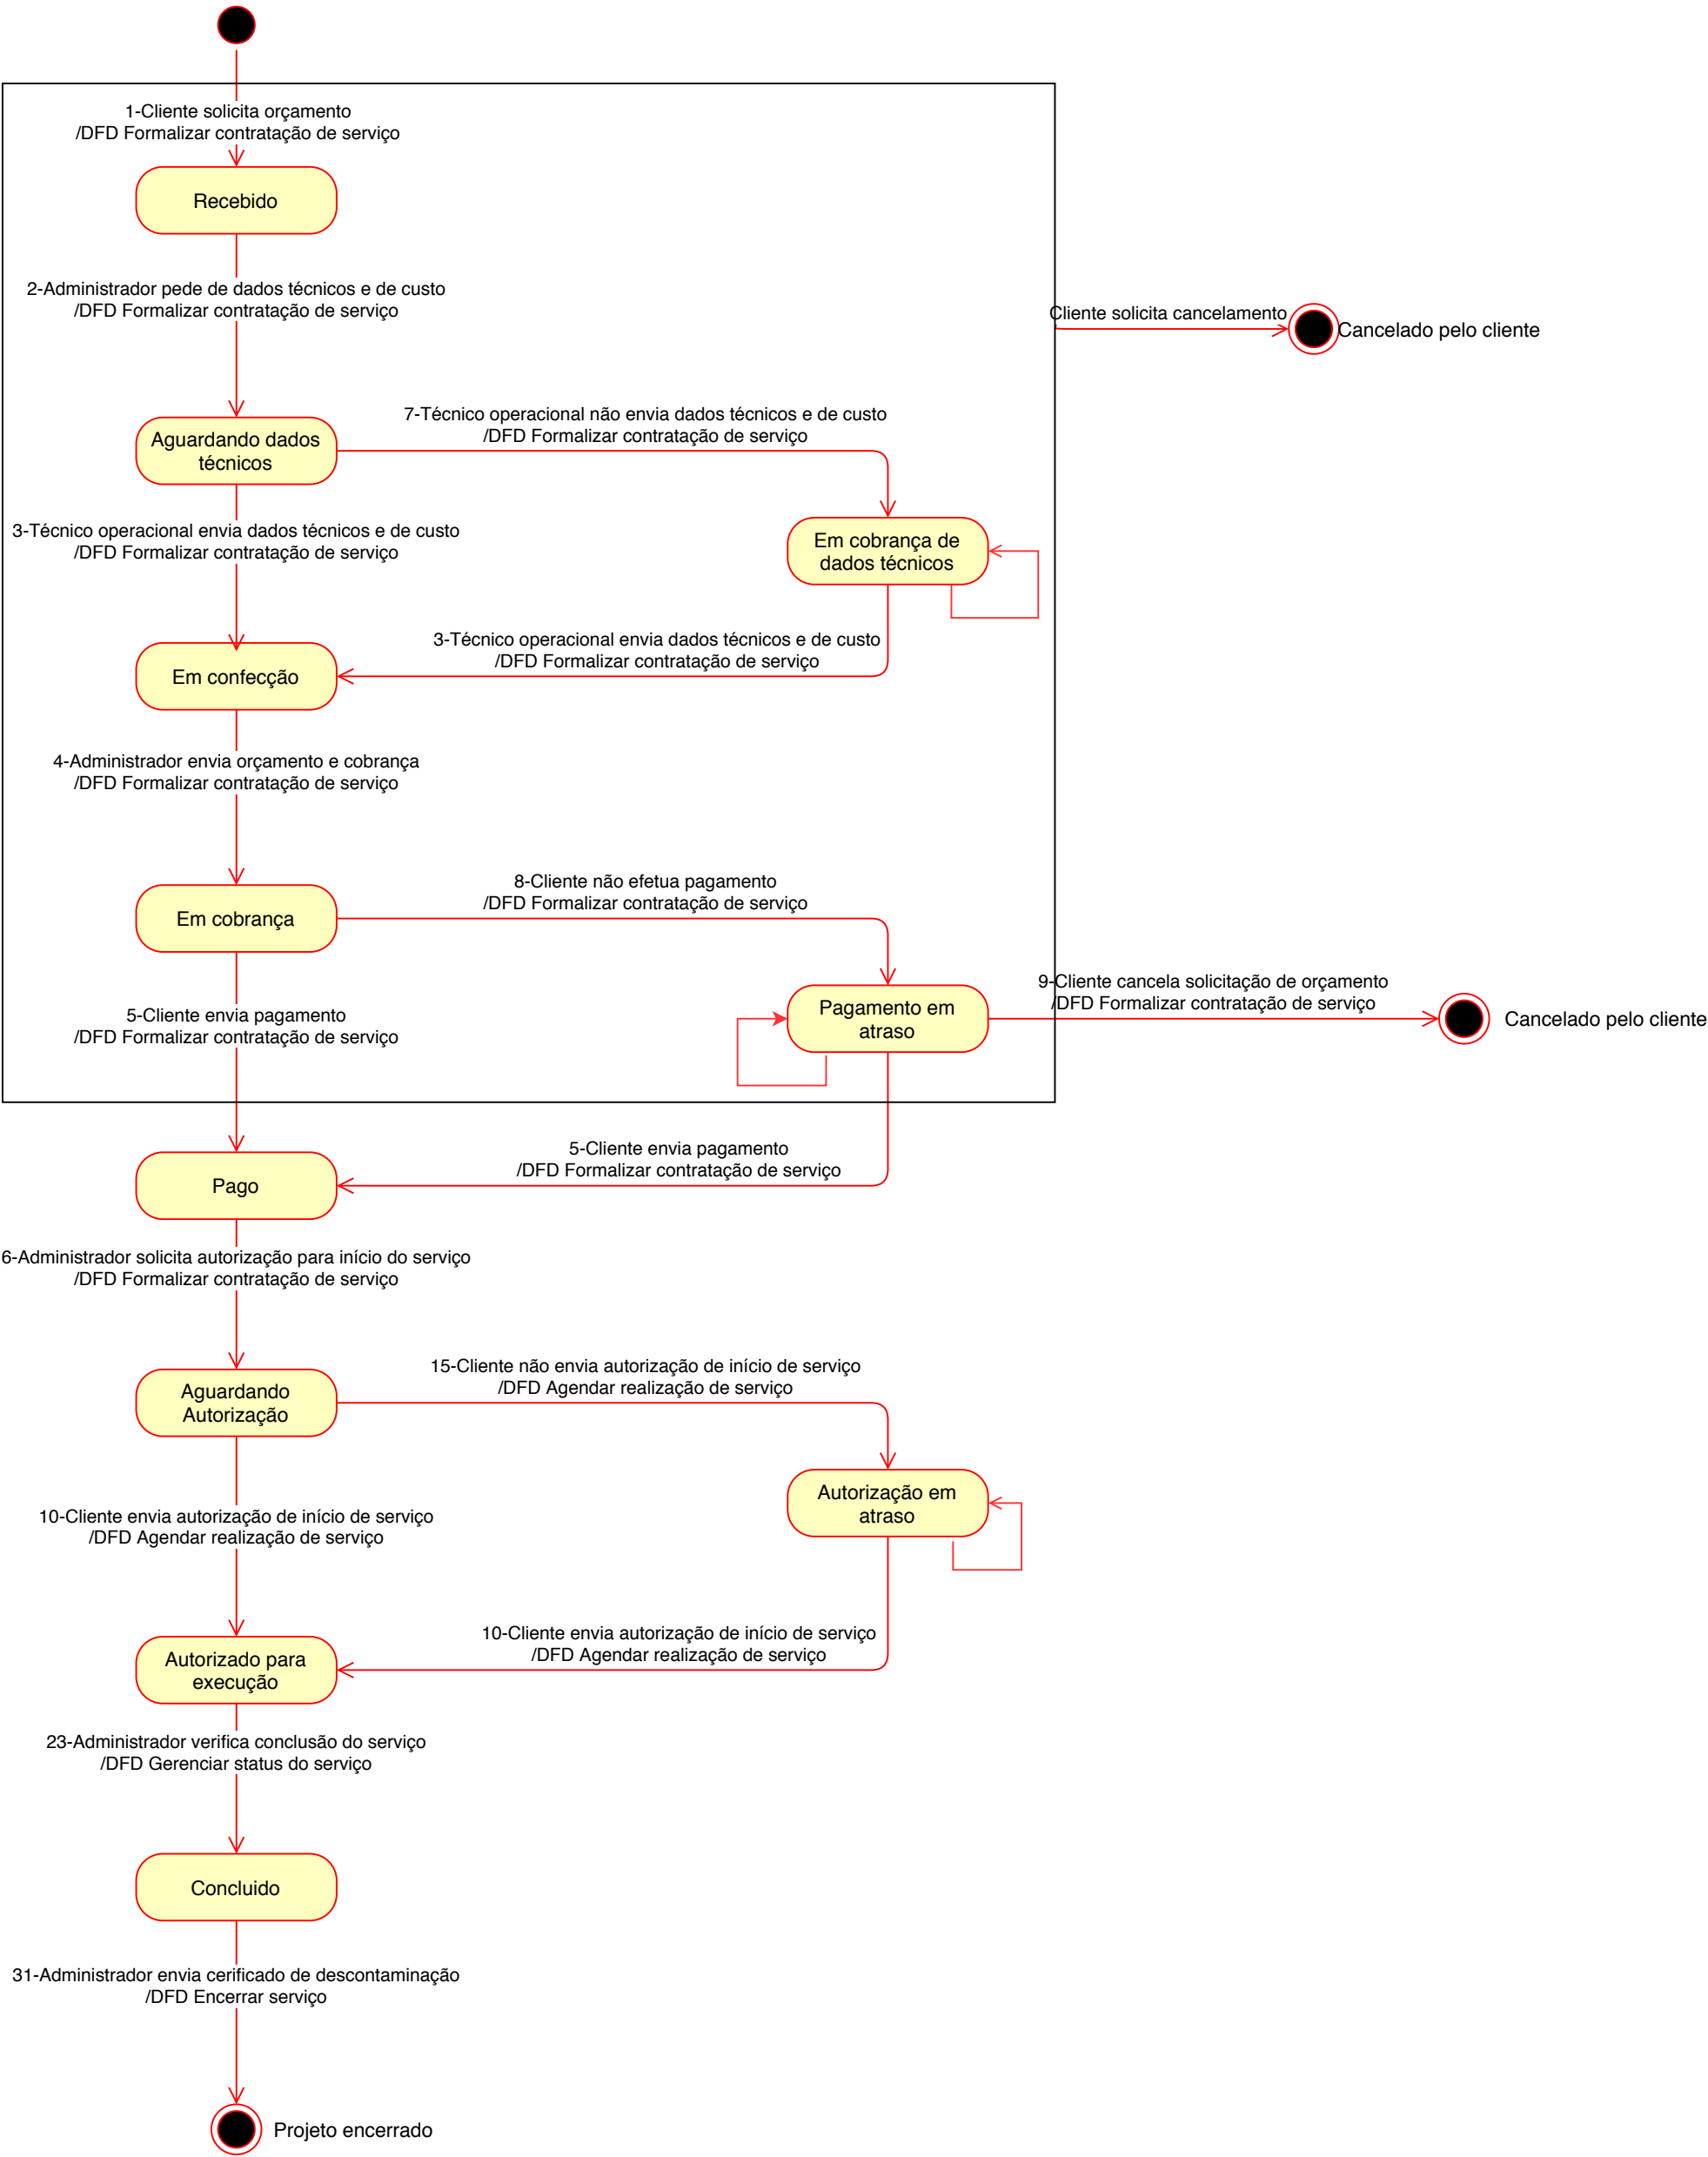 1-Cliente solicita orçamento
/DFD Formalizar contratação de serviço
Recebido
2-Administrador pede de dados técnicos e de custo
/DFD Formalizar contratação de serviço
Cliente solicita cancelamento
Cancelado pelo cliente
7-Técnico operacional não envia dados técnicos e de custo
/DFD Formalizar contratação de serviço
Aguardando dados
técnicos
3-Técnico operacional envia dados técnicos e de custo
/DFD Formalizar contratação de serviço
Em cobrança de
dados técnicos
3-Técnico operacional envia dados técnicos e de custo
/DFD Formalizar contratação de serviço
Em confecção
4-Administrador envia orçamento e cobrança
/DFD Formalizar contratação de serviço
8-Cliente não efetua pagamento
/DFD Formalizar contratação de serviço
Em cobrança
9-Cliente cancela solicitação de orçamento
/DFD Formalizar contratação de serviço
Pagamento em
atraso
Cancelado pelo cliente
5-Cliente envia pagamento
/DFD Formalizar contratação de serviço
5-Cliente envia pagamento
/DFD Formalizar contratação de serviço
Pago
6-Administrador solicita autorização para início do serviço
/DFD Formalizar contratação de serviço
15-Cliente não envia autorização de início de serviço
/DFD Agendar realização de serviço
Aguardando
Autorização
Autorização em
atraso
10-Cliente envia autorização de início de serviço
/DFD Agendar realização de serviço
10-Cliente envia autorização de início de serviço
/DFD Agendar realização de serviço
Autorizado para
execução
23-Administrador verifica conclusão do serviço
/DFD Gerenciar status do serviço
Concluido
31-Administrador envia cerificado de descontaminação
/DFD Encerrar serviço
Projeto encerrado